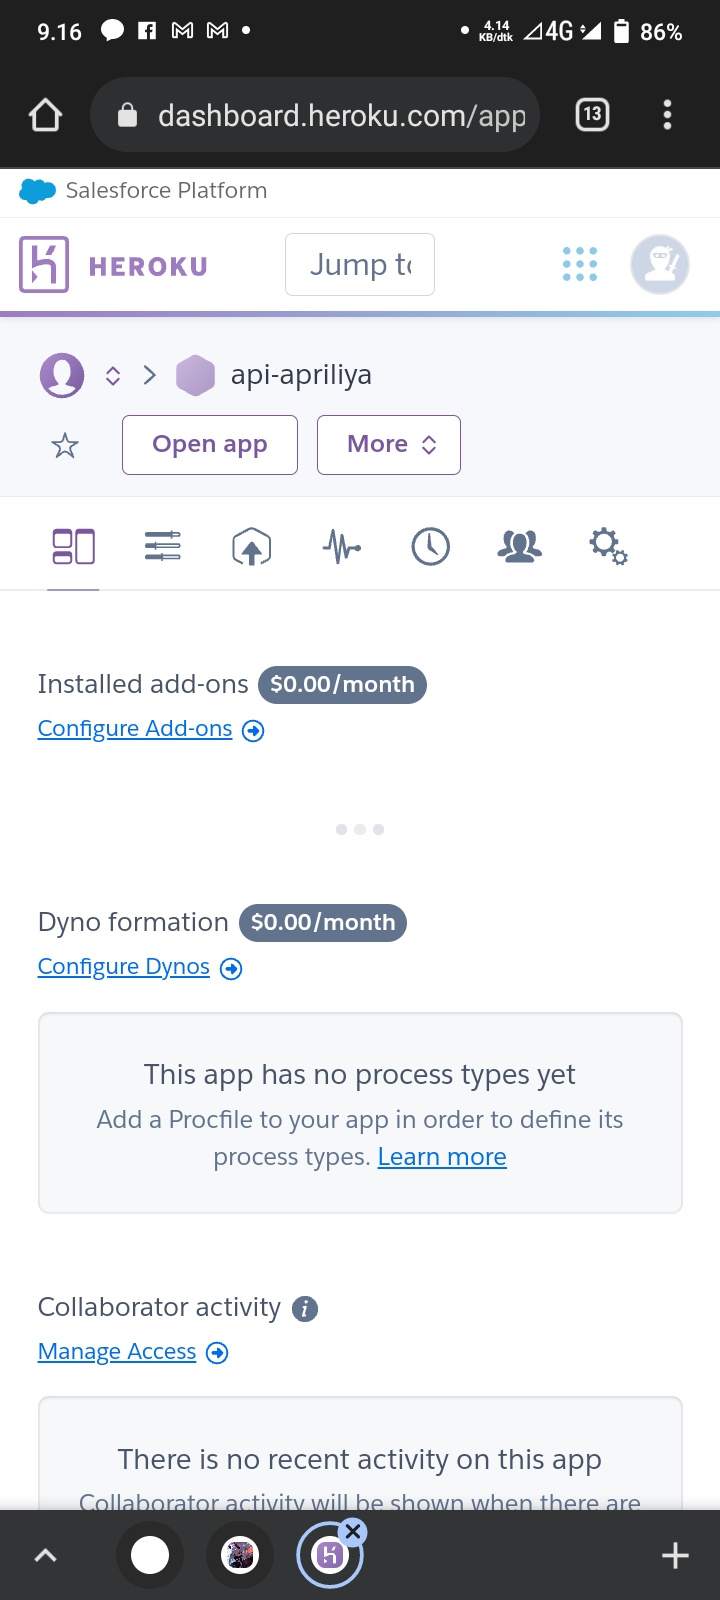 9.16
4.14
KB/dtk
4G
86%
dashboard.heroku.com/app
13
Salesforce Platform
HEROKU
Jump to
api-apriliya
Open app
More
Installed add-ons $0.00/month
Configure Add-ons
Dyno formation $0.00/month
Configure Dynos
This app has no process types yet
Add a Procfile to your app in order to define its
process types. Learn more
Collaborator activity
Manage Access
There is no recent activity on this app
Collaborator activity will be shown when there are